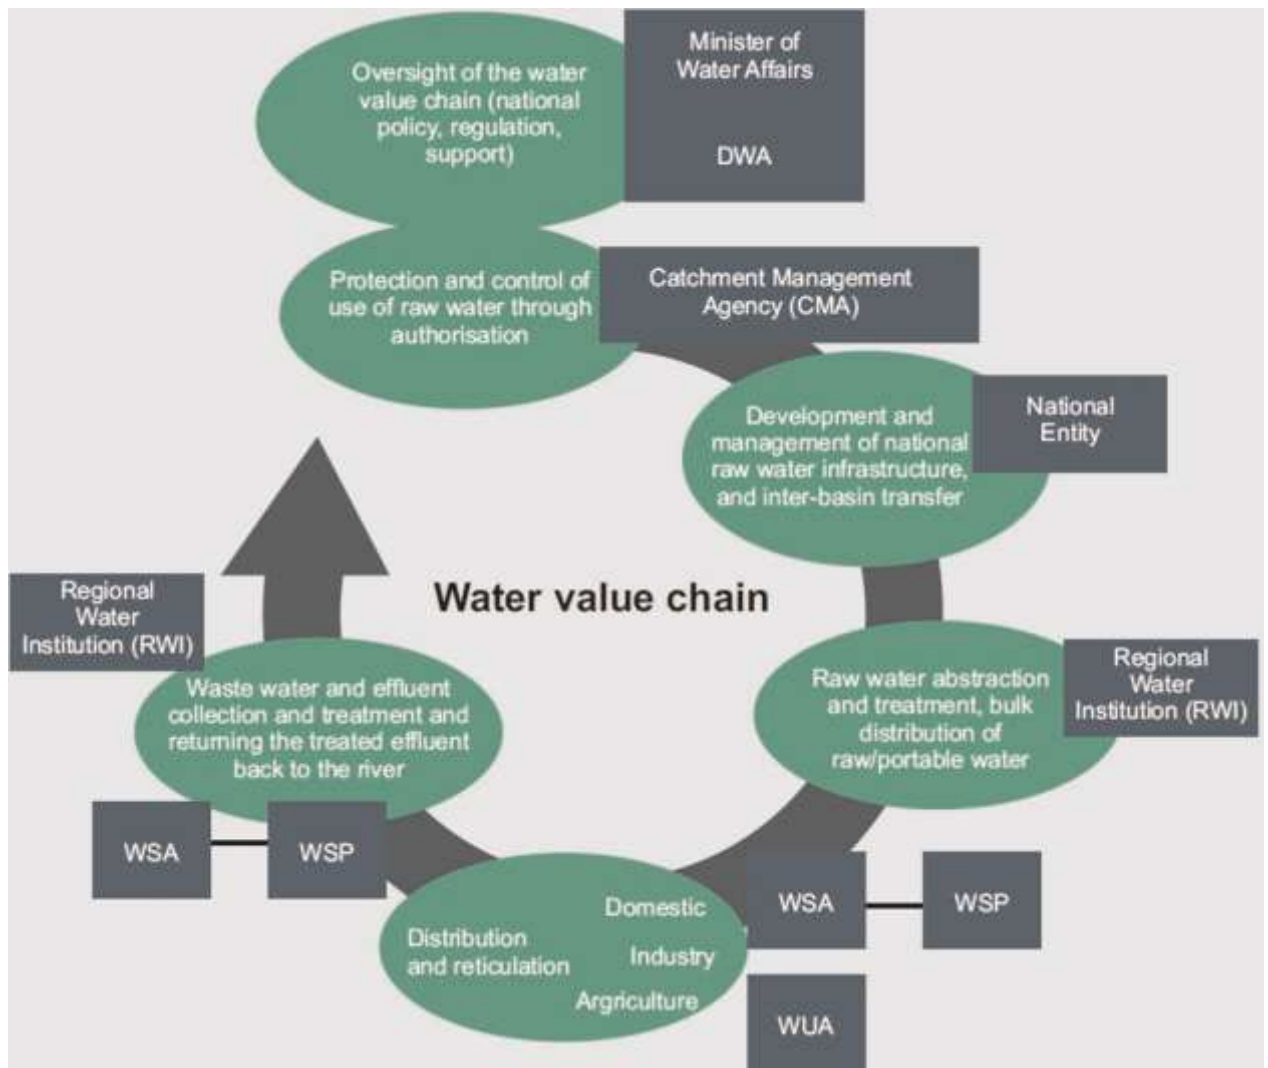 Oversight of the water
value chain (national
policy, regulation,
support)
Minister of
Water Affairs
DWA
Protection and control of
use of raw water through
authorisation
Catchment Management
Agency (CMA)
Development and
management of national
raw water infrastructure,
and inter-basin transfer
National
Entity
Water value chain
Regional
Water
Institution (RWI)
Waste water and effluent
collection and treatment and
returning the treated effluent
back to the river
Raw water abstraction
and treatment, bulk
distribution of
raw/portable water
Regional
Water
Institution (RWI)
WSA
WSP
Distribution
and reticulation
Domestic
Industry
Argriculture
WSA
WSP
WUA